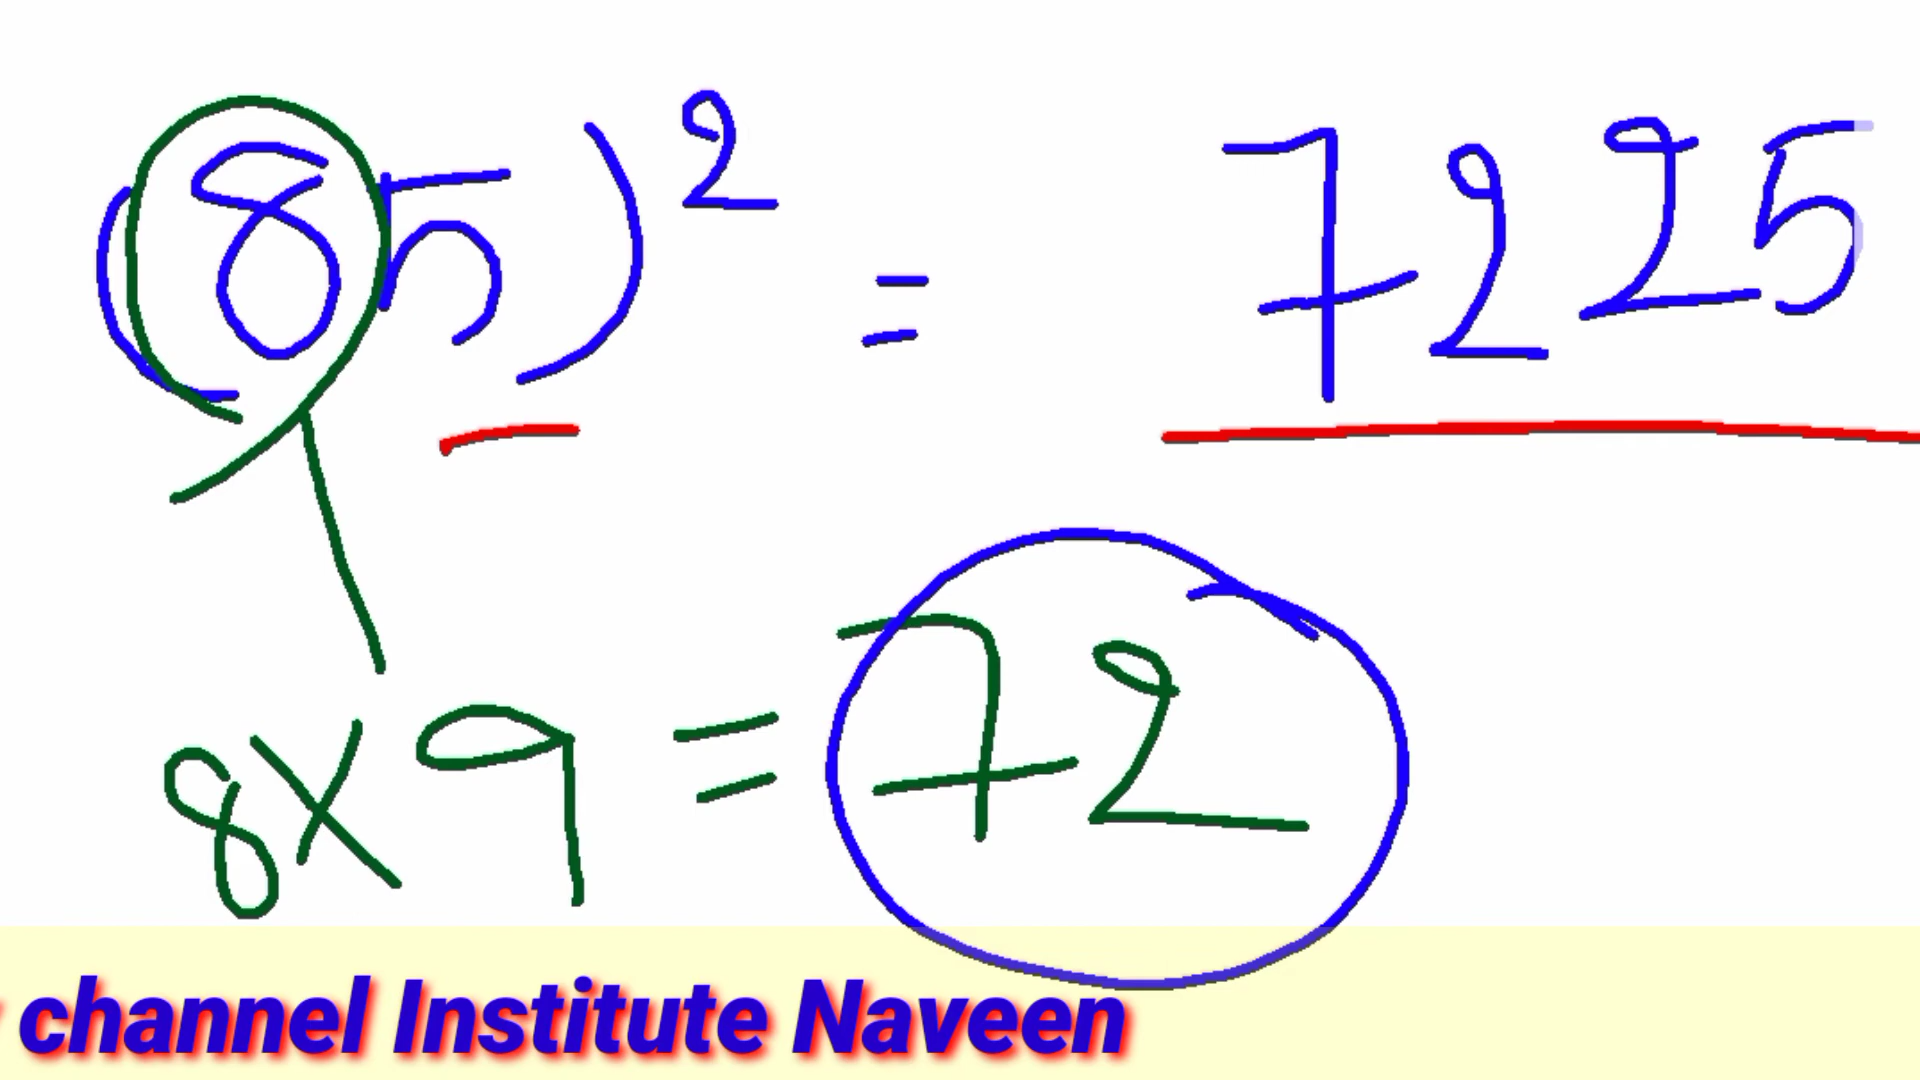 (85)² = 7225
8×9 = 72
channel Institute Naveen